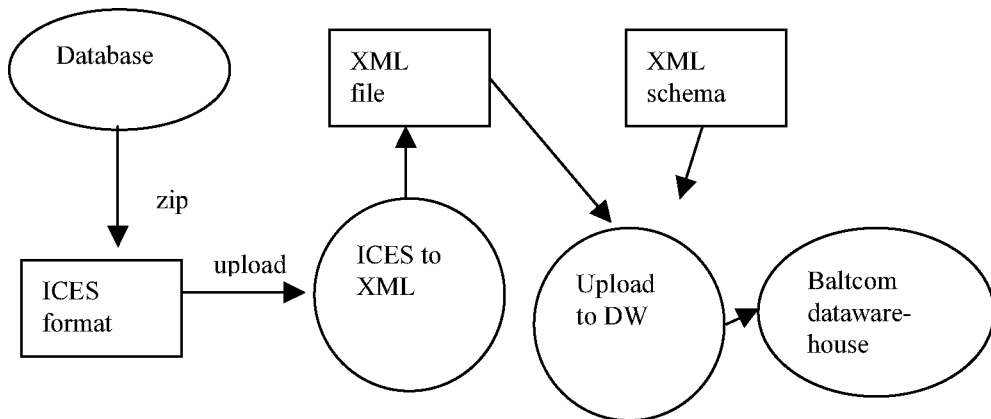 Database
XML
file
XML
schema
zip
upload
ICES
format
ICES to
XML
Upload
to DW
Baltcom
dataware-
house